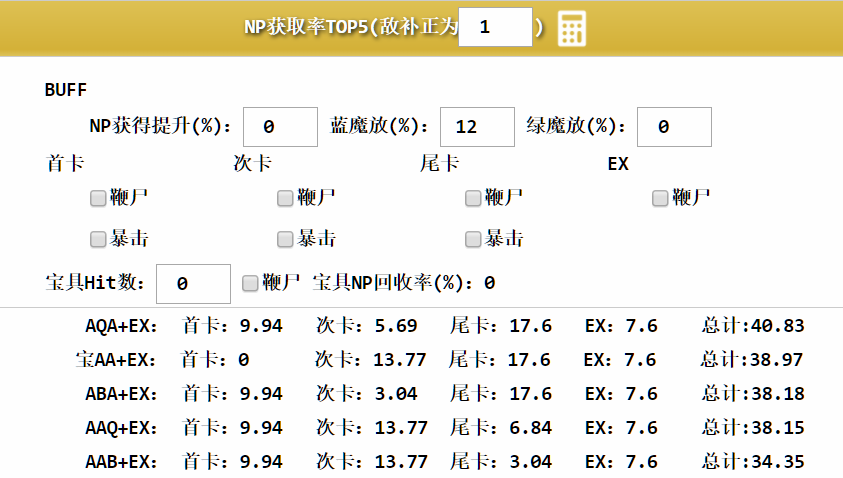 NP获取率TOP5(敌补正为 1 )
BUFF
NP获得提升(%)： 0 蓝魔放(%)： 12 绿魔放(%)： 0
首卡 次卡 尾卡 EX
鞭尸 鞭尸 鞭尸 鞭尸
暴击 暴击 暴击
宝具Hit数： 0 鞭尸 宝具NP回收率(%)：0
AQA+EX： 首卡：9.94 次卡：5.69 尾卡：17.6 EX：7.6 总计:40.83
宝AA+EX： 首卡：0 次卡：13.77 尾卡：17.6 EX：7.6 总计:38.97
ABA+EX： 首卡：9.94 次卡：3.04 尾卡：17.6 EX：7.6 总计:38.18
AAQ+EX： 首卡：9.94 次卡：13.77 尾卡：6.84 EX：7.6 总计:38.15
AAB+EX： 首卡：9.94 次卡：13.77 尾卡：3.04 EX：7.6 总计:34.35